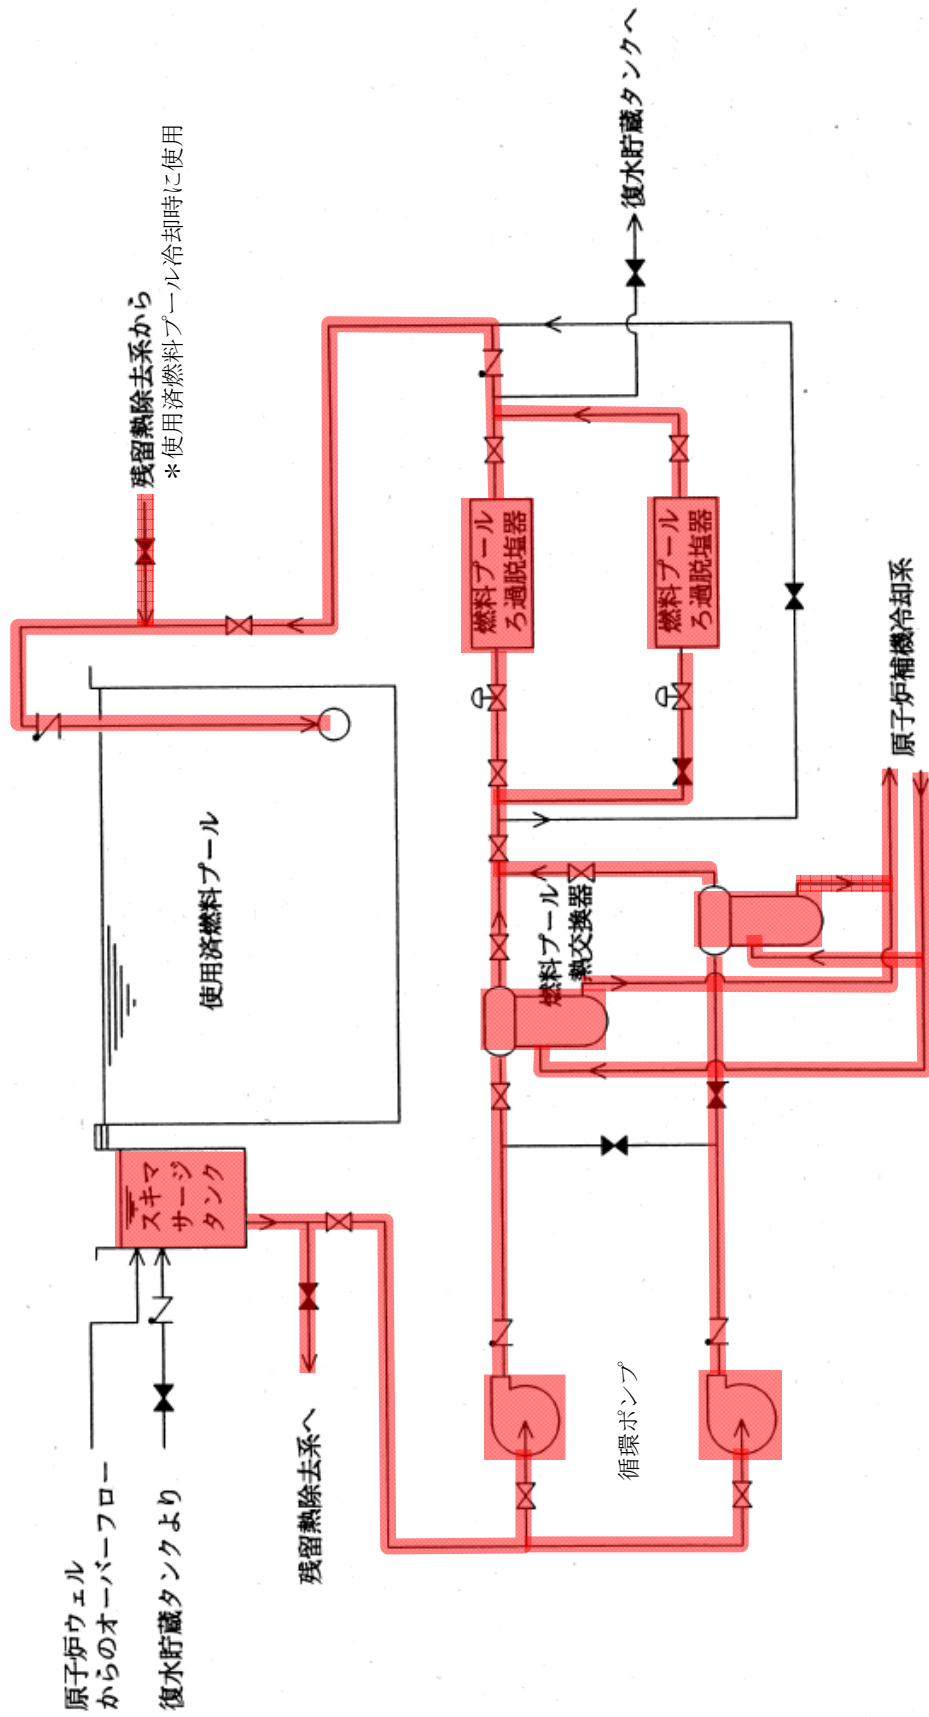 原子炉ウェル
からのオーバーフロー
復水貯蔵タンクより
スキマ
サージ
タンク
残留熱除去系へ
使用済燃料プール
残留熱除去系から
＊使用済燃料プール冷却時に使用
循環ポンプ
燃料プール
熱交換器
燃料プール
ろ過脱塩器
燃料プール
ろ過脱塩器
復水貯蔵タンクへ
原子炉補機冷却系